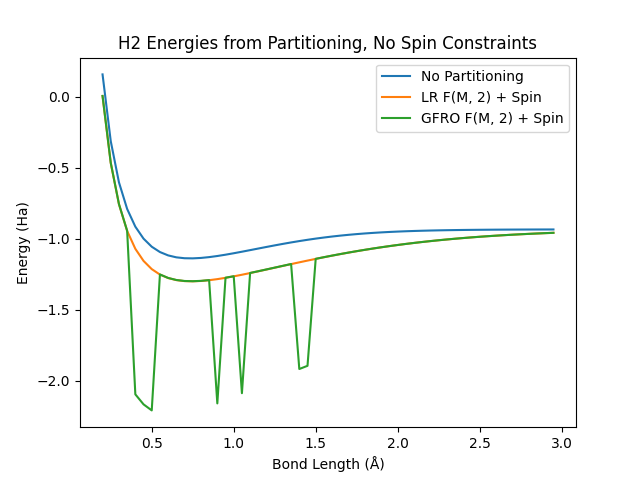 H2 Energies from Partitioning, No Spin Constraints
No Partitioning
LR F(M, 2) + Spin
GFRO F(M, 2) + Spin
Energy (Ha)
0.0
−0.5
−1.0
−1.5
−2.0
0.5 1.0 1.5 2.0 2.5 3.0
Bond Length (Å)